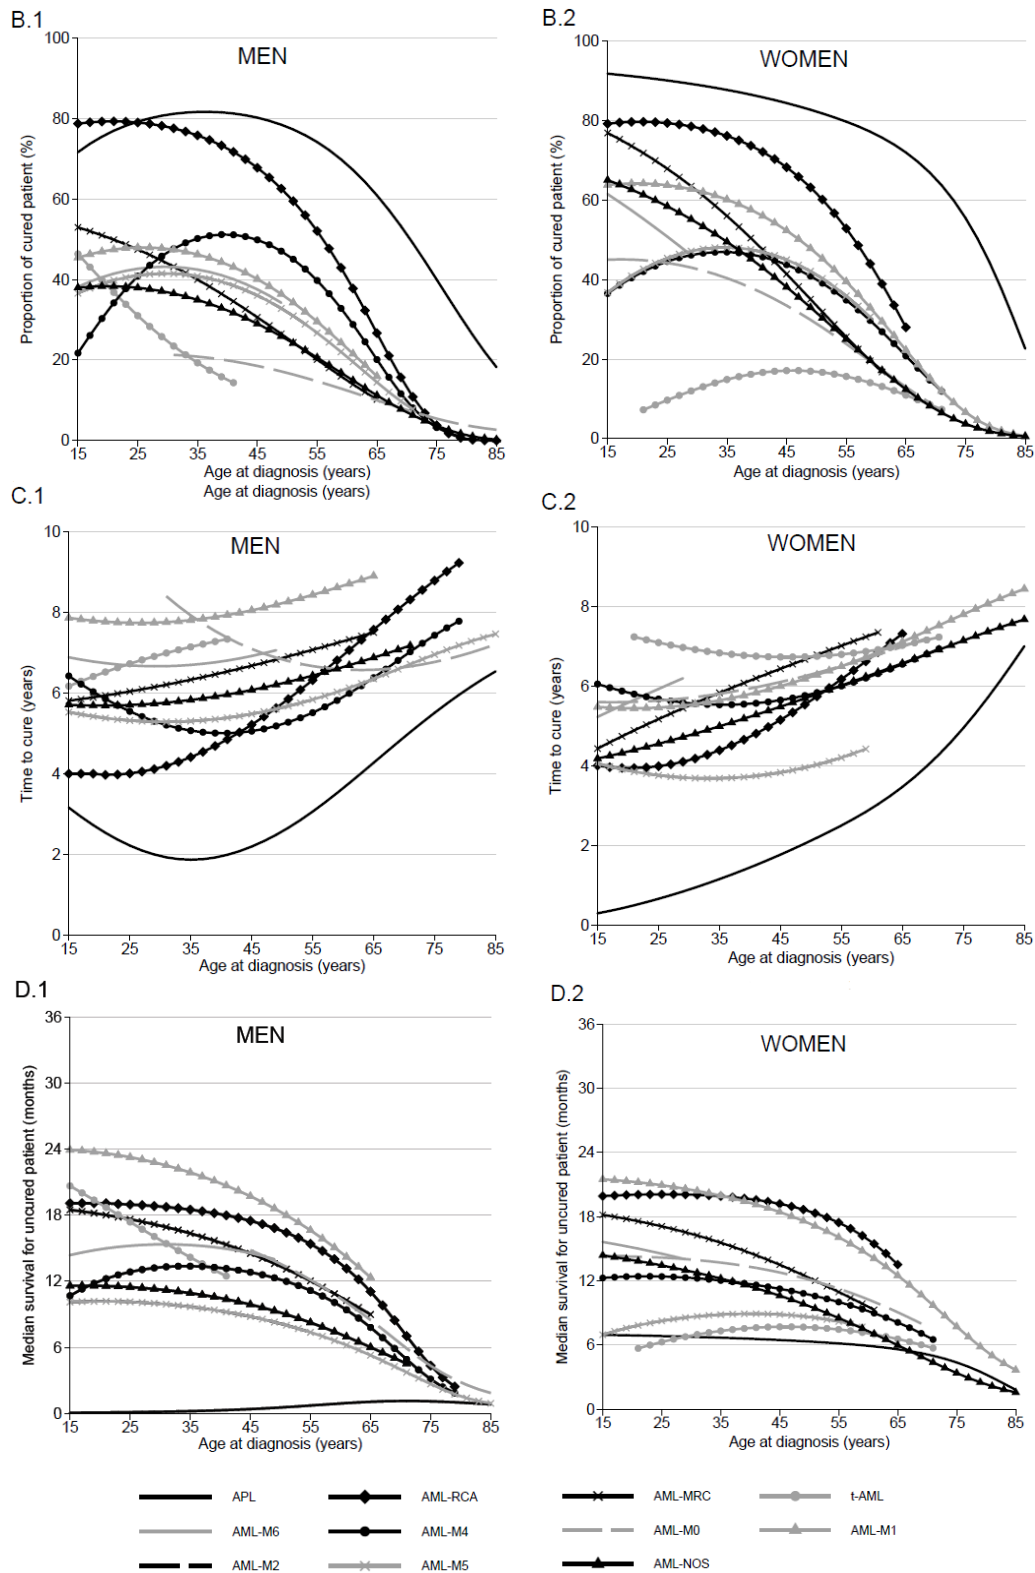 B.1
MEN
100
80
60
40
20
0
Proportion of cured patient (%)
15 25 35 45 55 65 75 85
Age at diagnosis (years)
Age at diagnosis (years)
B.2
WOMEN
100
80
60
40
20
0
Proportion of cured patient (%)
15 25 35 45 55 65 75 85
Age at diagnosis (years)
C.1
MEN
10
8
6
4
2
0
Time to cure (years)
15 25 35 45 55 65 75 85
Age at diagnosis (years)
C.2
WOMEN
10
8
6
4
2
0
Time to cure (years)
15 25 35 45 55 65 75 85
Age at diagnosis (years)
D.1
MEN
36
30
24
18
12
6
0
Median survival for uncured patient (months)
15 25 35 45 55 65 75 85
Age at diagnosis (years)
D.2
WOMEN
36
30
24
18
12
6
0
Median survival for uncured patient (months)
15 25 35 45 55 65 75 85
Age at diagnosis (years)
APL AML-RCA AML-MRC t-AML
AML-M6 AML-M4 AML-M0 AML-M1
AML-M2 AML-M5 AML-NOS